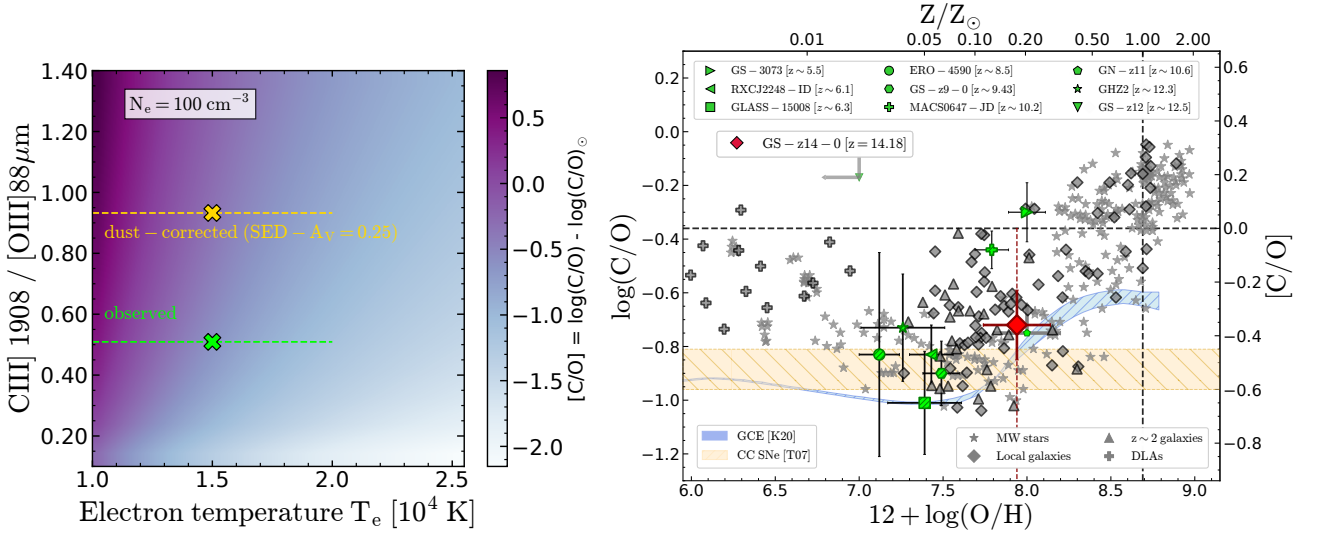 1.40
1.20
1.00
0.80
0.60
0.40
0.20
CIII] 1908 / [OIII]88μm
N_e = 100 cm^{−3}
dust − corrected (SED − A_V = 0.25)
observed
1.0 1.5 2.0 2.5
Electron temperature T_e [10^4 K]
0.5
0.0
−0.5
−1.0
−1.5
−2.0
[C/O] = log(C/O) - log(C/O)_☉
Z/Z_☉
0.01 0.05 0.10 0.20 0.50 1.00 2.00
0.2
0.0
−0.2
−0.4
−0.6
−0.8
−1.0
−1.2
log(C/O)
GS − 3073 [z ∼ 5.5]
RXCJ2248 − ID [z ∼ 6.1]
GLASS − 15008 [z ∼ 6.3]
ERO − 4590 [z ∼ 8.5]
GS − z9 − 0 [z ∼ 9.43]
MACS0647 − JD [z ∼ 10.2]
GN − z11 [z ∼ 10.6]
GHZ2 [z ∼ 12.3]
GS − z12 [z ∼ 12.5]
GS − z14 − 0 [z = 14.18]
GCE [K20]
CC SNe [T07]
MW stars
Local galaxies
z ∼ 2 galaxies
DLAs
6.0 6.5 7.0 7.5 8.0 8.5 9.0
12 + log(O/H)
0.6
0.4
0.2
0.0
−0.2
−0.4
−0.6
−0.8
[C/O]